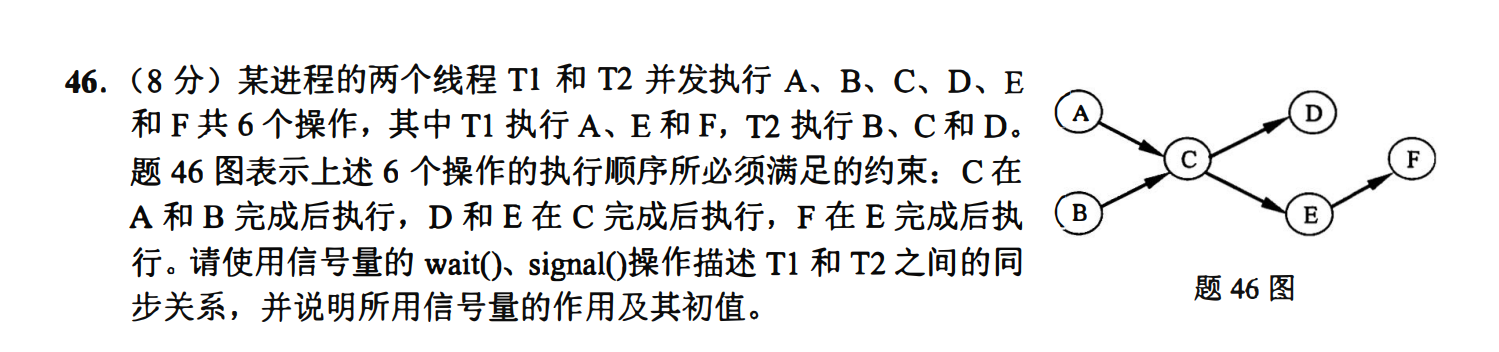 46. （8 分）某进程的两个线程 T1 和 T2 并发执行 A、B、C、D、E
和 F 共 6 个操作，其中 T1 执行 A、E 和 F，T2 执行 B、C 和 D。
题 46 图表示上述 6 个操作的执行顺序所必须满足的约束：C 在
A 和 B 完成后执行，D 和 E 在 C 完成后执行，F 在 E 完成后执
行。请使用信号量的 wait()、signal()操作描述 T1 和 T2 之间的同
步关系，并说明所用信号量的作用及其初值。
A
D
C
F
B
E
题 46 图